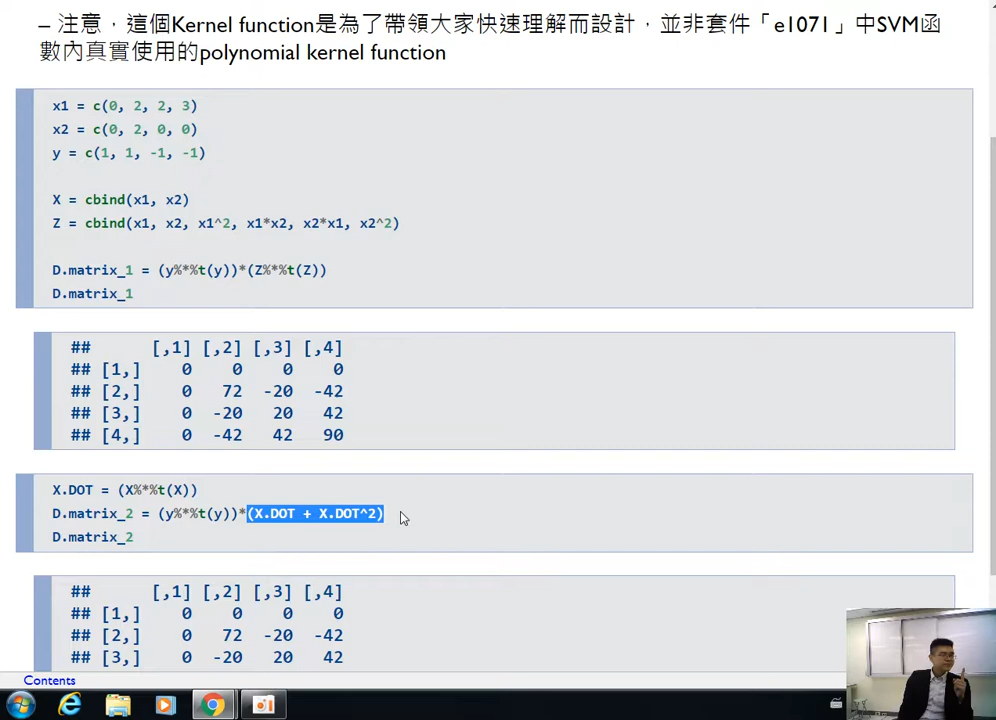 – 注意，這個Kernel function是為了帶領大家快速理解而設計，並非套件「e1071」中SVM函
數內真實使用的polynomial kernel function
x1 = c(0, 2, 2, 3)
x2 = c(0, 2, 0, 0)
y = c(1, 1, -1, -1)
X = cbind(x1, x2)
Z = cbind(x1, x2, x1^2, x1*x2, x2*x1, x2^2)
D.matrix_1 = (y%*%t(y))*(Z%*%t(Z))
D.matrix_1
## [,1] [,2] [,3] [,4]
## [1,] 0 0 0 0
## [2,] 0 72 -20 -42
## [3,] 0 -20 20 42
## [4,] 0 -42 42 90
X.DOT = (X%*%t(X))
D.matrix_2 = (y%*%t(y))*(X.DOT + X.DOT^2)
D.matrix_2
## [,1] [,2] [,3] [,4]
## [1,] 0 0 0 0
## [2,] 0 72 -20 -42
## [3,] 0 -20 20 42
Contents